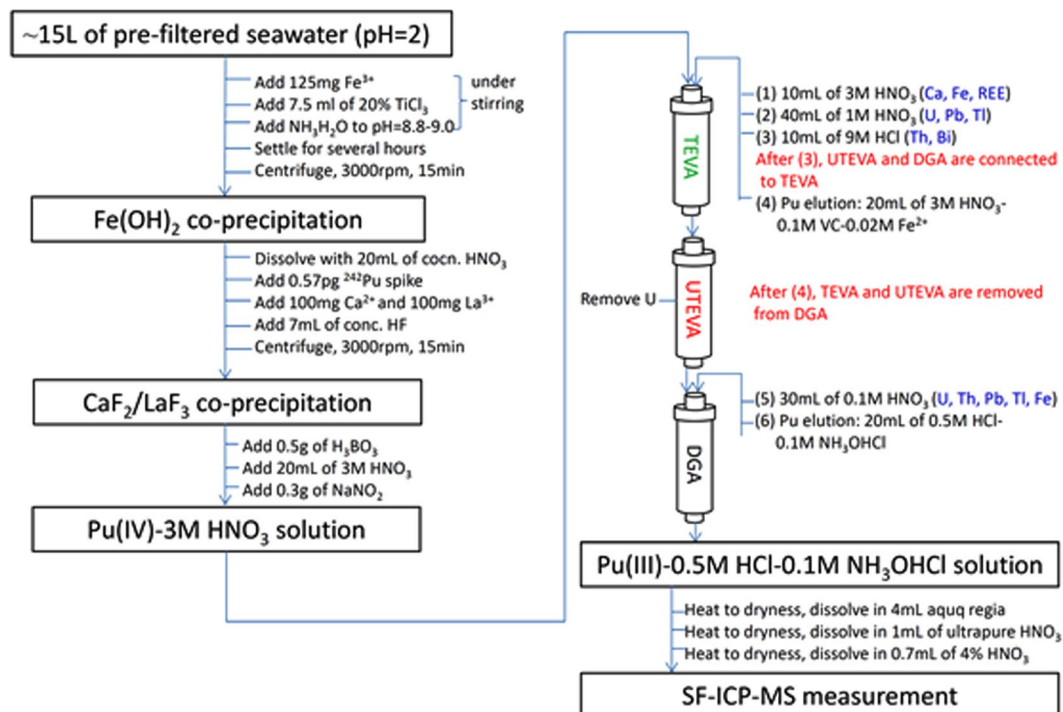 ~15L of pre-filtered seawater (pH=2)
Add 125mg Fe³⁺
Add 7.5 ml of 20% TiCl₃
Add NH₃H₂O to pH=8.8-9.0
under
stirring
Settle for several hours
Centrifuge, 3000rpm, 15min
Fe(OH)₂ co-precipitation
Dissolve with 20mL of cocn. HNO₃
Add 0.57pg ²⁴²Pu spike
Add 100mg Ca²⁺ and 100mg La³⁺
Add 7mL of conc. HF
Centrifuge, 3000rpm, 15min
CaF₂/LaF₃ co-precipitation
Add 0.5g of H₃BO₃
Add 20mL of 3M HNO₃
Add 0.3g of NaNO₂
Pu(IV)-3M HNO₃ solution
TEVA
(1) 10mL of 3M HNO₃ (Ca, Fe, REE)
(2) 40mL of 1M HNO₃ (U, Pb, Tl)
(3) 10mL of 9M HCl (Th, Bi)
After (3), UTEVA and DGA are connected
to TEVA
(4) Pu elution: 20mL of 3M HNO₃-
0.1M VC-0.02M Fe²⁺
Remove U
UTEVA
After (4), TEVA and UTEVA are removed
from DGA
DGA
(5) 30mL of 0.1M HNO₃ (U, Th, Pb, Tl, Fe)
(6) Pu elution: 20mL of 0.5M HCl-
0.1M NH₃OHCl
Pu(III)-0.5M HCl-0.1M NH₃OHCl solution
Heat to dryness, dissolve in 4mL aquq regia
Heat to dryness, dissolve in 1mL of ultrapure HNO₃
Heat to dryness, dissolve in 0.7mL of 4% HNO₃
SF-ICP-MS measurement